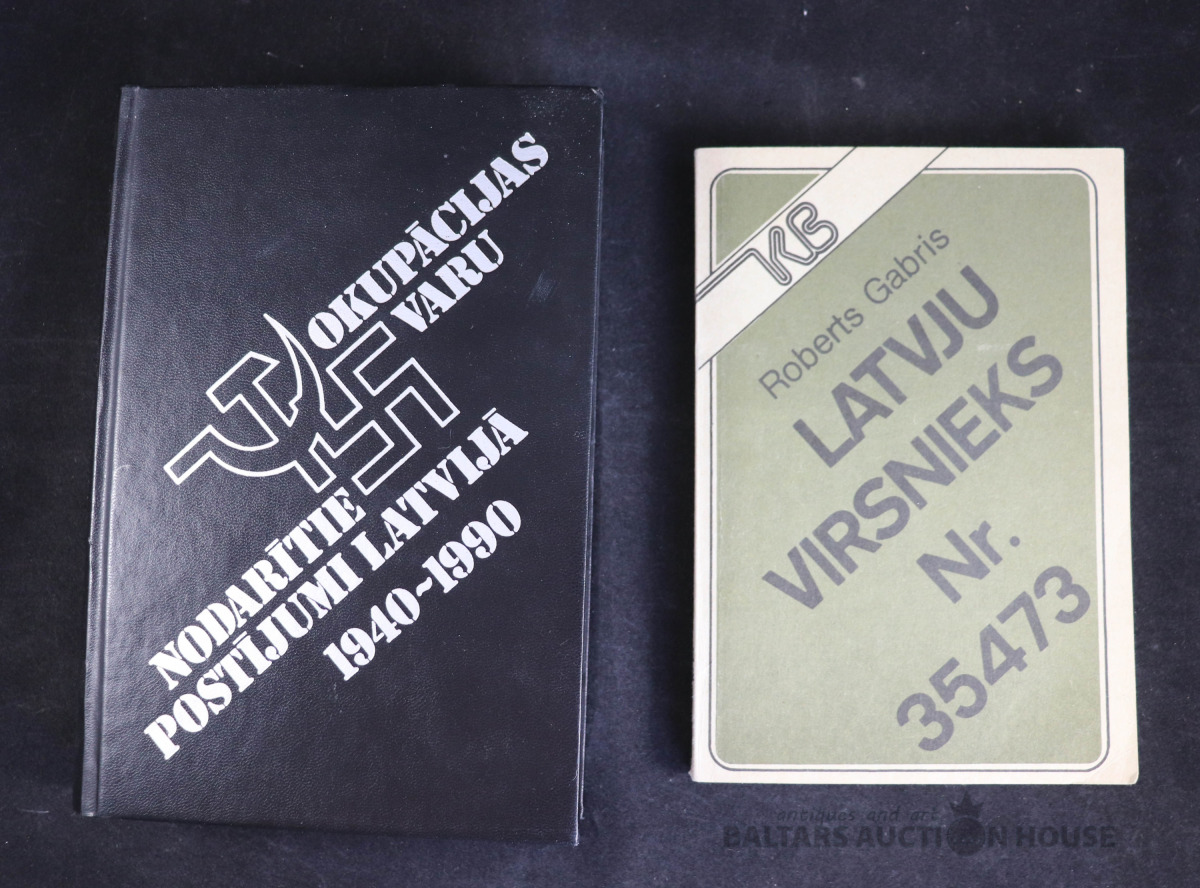 OKUPĀCIJAS
VARU
NODARĪTIE
POSTĪJUMI LATVIJĀ
1940~1990
TKB
Roberts Gabris
LATVJU
VIRSNIEKS
Nr.
35473
antiques and art
BALTARS AUCTION HOUSE